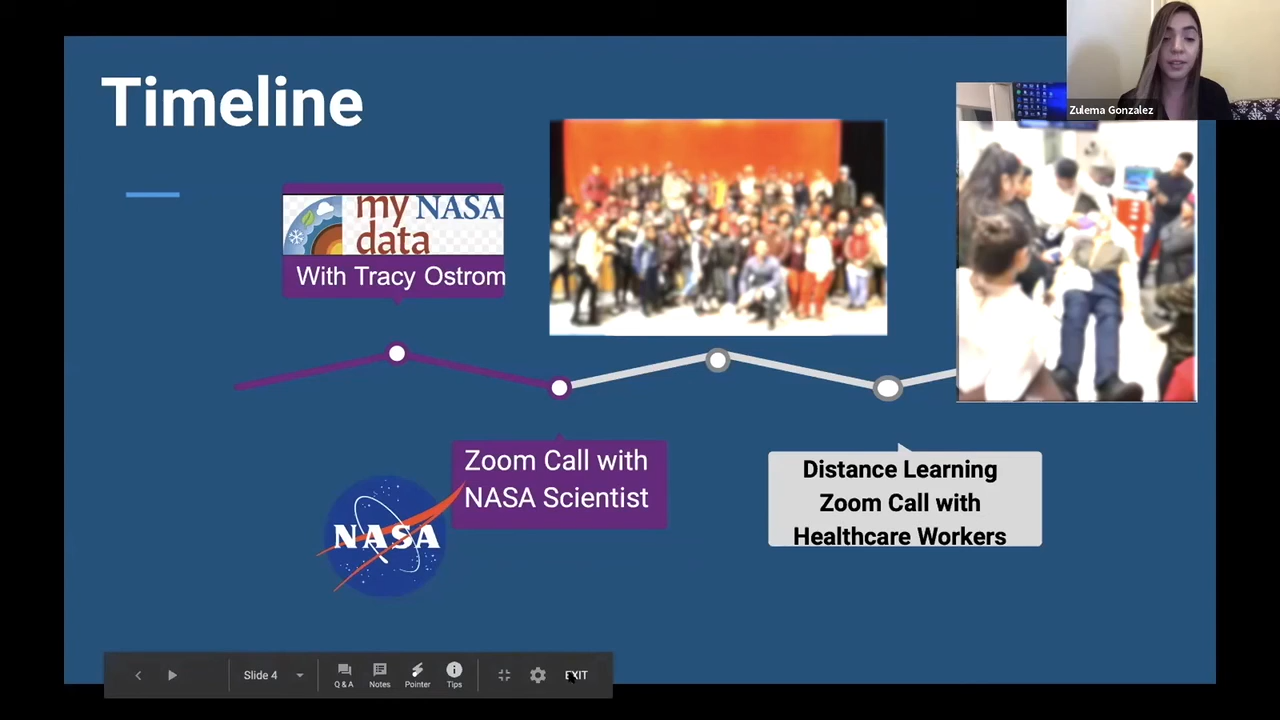 Timeline
Zulema Gonzalez
my NASA
data
With Tracy Ostrom
Zoom Call with
NASA Scientist
NASA
Distance Learning
Zoom Call with
Healthcare Workers
Slide 4
Q & A
Notes
Pointer
Tips
EXIT